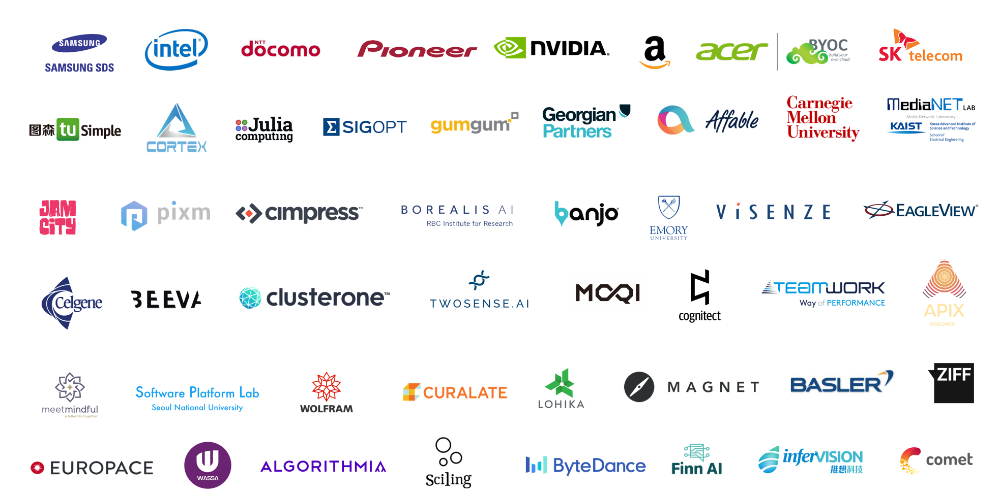 SAMSUNG
SAMSUNG SDS
intel®
NTT
docomo
Pioneer
NVIDIA®
a
acer
BYOC
build your
own cloud
SK telecom
图森 tu Simple
CORTEX
Julia
computing
SIGOPT
gumgum
Georgian
Partners
Affable
Carnegie
Mellon
University
MediaNET LAB
Media Network Laboratory
KAIST
Korea Advanced Institute of
Science and Technology
School of
Electrical Engineering
JAM
CITY
pixm
cimpress™
BOREALIS AI
RBC Institute for Research
banjo®
EMORY
UNIVERSITY
ViSENZE
EAGLEVIEW®
Celgene
BEEVA
clusterone™
TWOSENSE.AI
MOQI
cognitect
TEAMWORK
Way of PERFORMANCE
APIX
WORLDWIDE
meetmindful
a fuller life together
Software Platform Lab
Seoul National University
WOLFRAM
CURALATE
LOHIKA
MAGNET
BASLER
ZIFF
EUROPACE
W
WASSA
ALGORITHMIA
Sciling
ByteDance
Finn AI
inferVISION
推想科技
comet